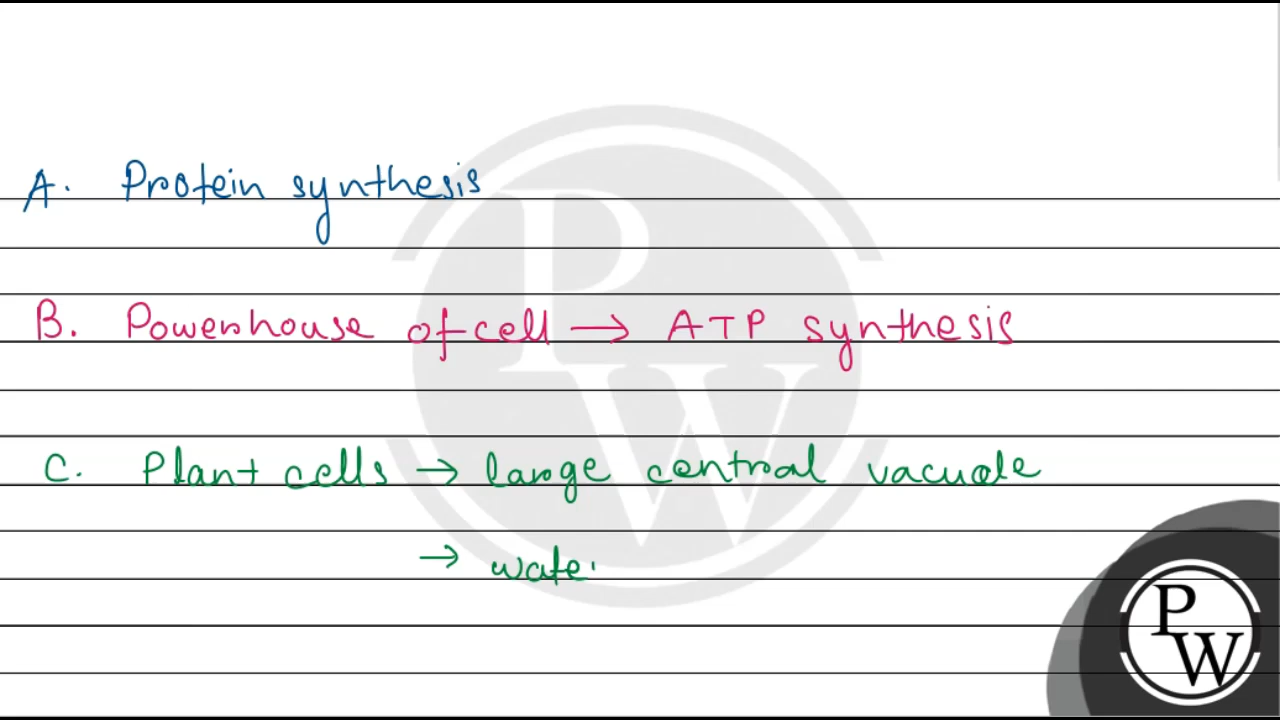 A. Protein synthesis
B. Powerhouse of cell → ATP synthesis
C. Plant cells → large central vacuole
→ wate
P
W
P
W